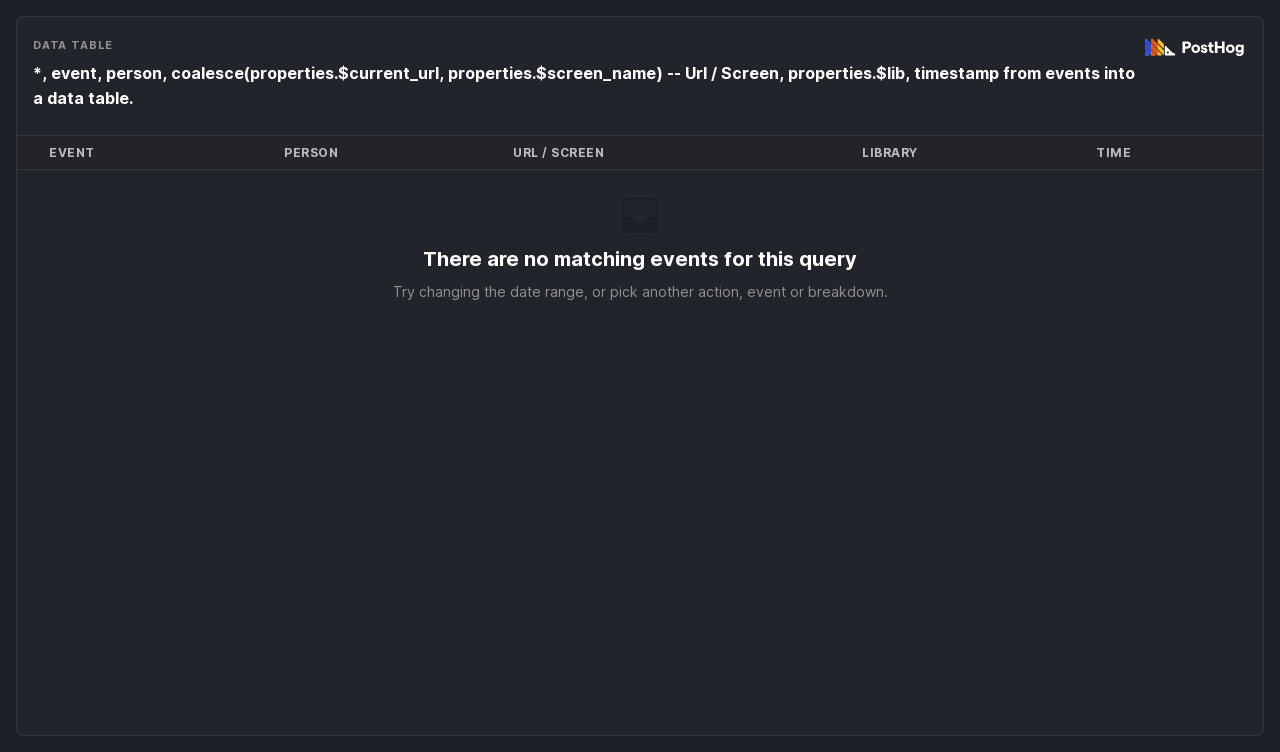 DATA TABLE
PostHog
*, event, person, coalesce(properties.$current_url, properties.$screen_name) -- Url / Screen, properties.$lib, timestamp from events into
a data table.
EVENT PERSON URL / SCREEN LIBRARY TIME
There are no matching events for this query
Try changing the date range, or pick another action, event or breakdown.